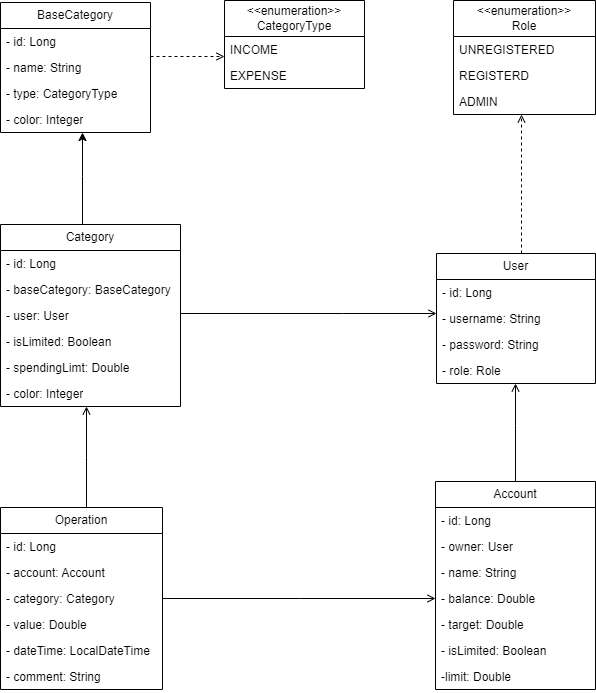 BaseCategory
- id: Long
- name: String
- type: CategoryType
- color: Integer
<<enumeration>>
CategoryType
INCOME
EXPENSE
<<enumeration>>
Role
UNREGISTERED
REGISTERD
ADMIN
Category
- id: Long
- baseCategory: BaseCategory
- user: User
- isLimited: Boolean
- spendingLimt: Double
- color: Integer
User
- id: Long
- username: String
- password: String
- role: Role
Operation
- id: Long
- account: Account
- category: Category
- value: Double
- dateTime: LocalDateTime
- comment: String
Account
- id: Long
- owner: User
- name: String
- balance: Double
- target: Double
- isLimited: Boolean
-limit: Double